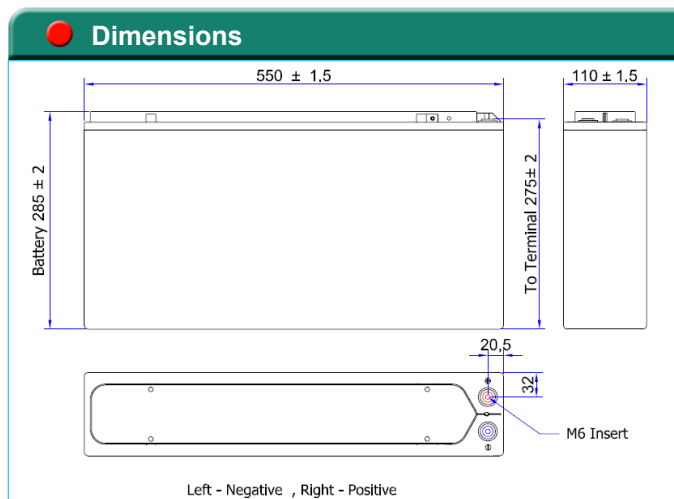 Dimensions
550 ± 1.5
110 ± 1.5
Battery 285 ± 2
To Terminal 275± 2
20,5
32
M6 Insert
Left - Negative , Right - Positive